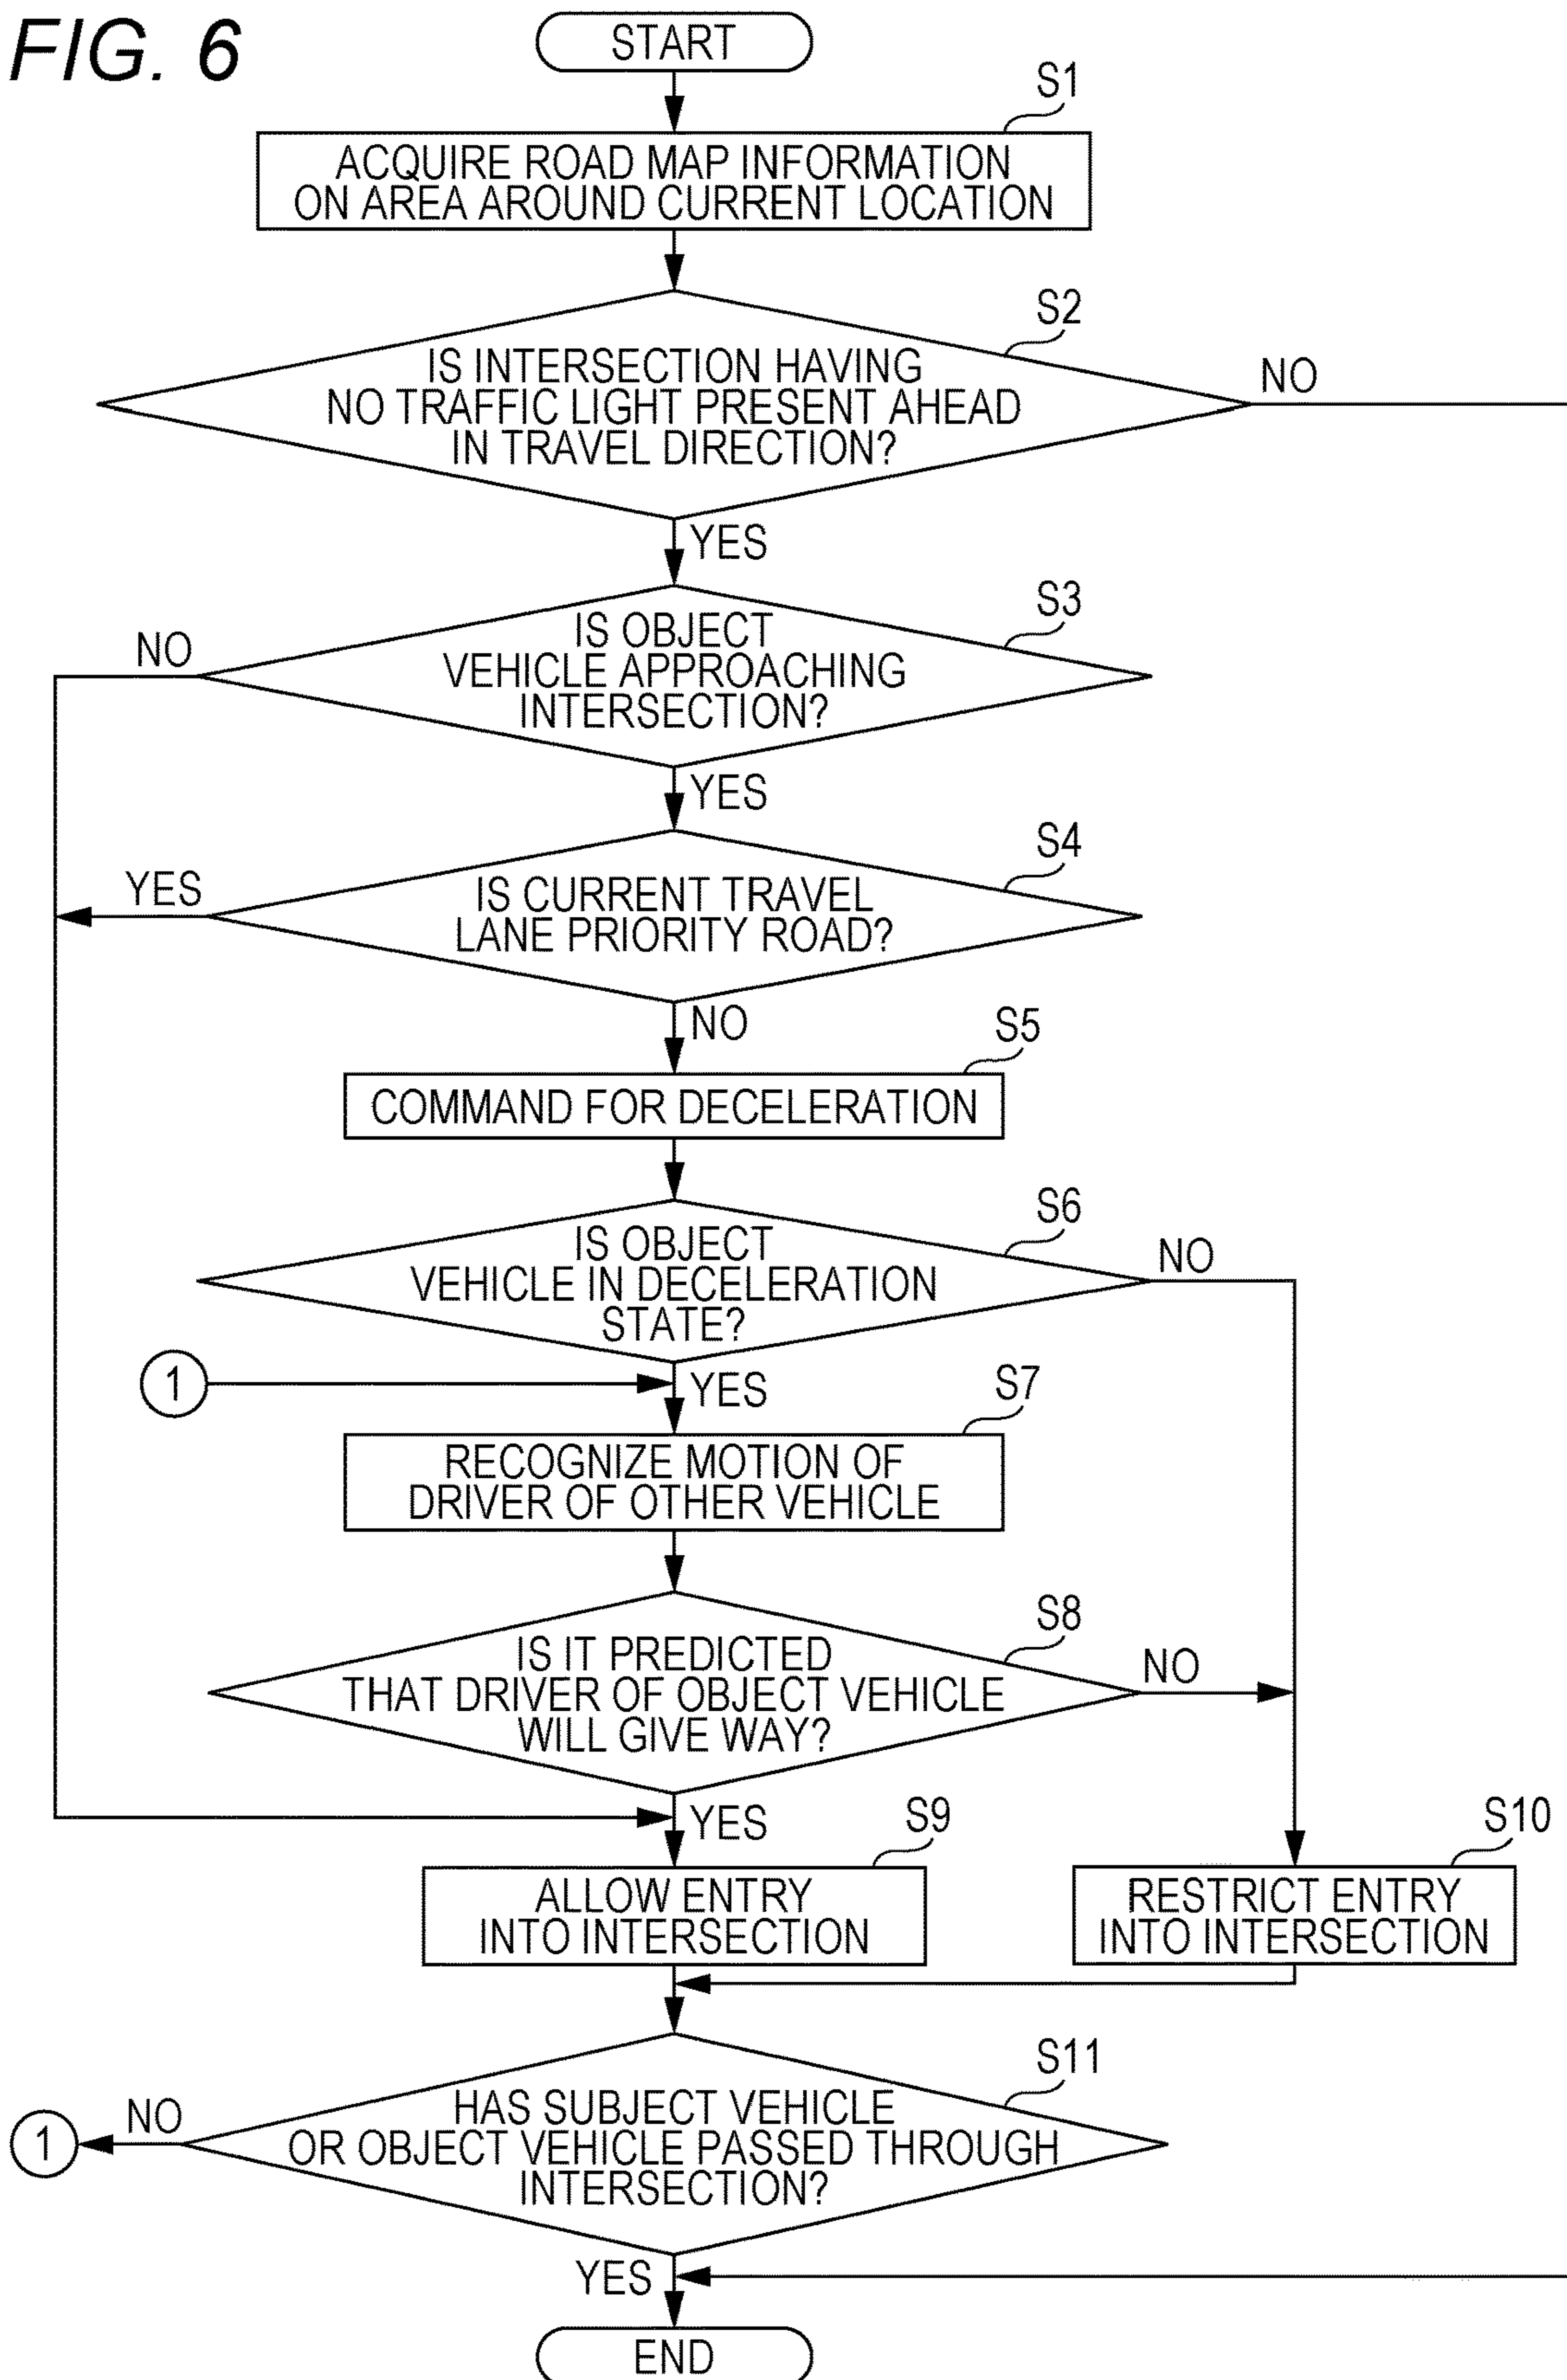 FIG. 6
START
S1
ACQUIRE ROAD MAP INFORMATION
ON AREA AROUND CURRENT LOCATION
S2
IS INTERSECTION HAVING
NO TRAFFIC LIGHT PRESENT AHEAD
IN TRAVEL DIRECTION?
NO
YES
S3
IS OBJECT
VEHICLE APPROACHING
INTERSECTION?
NO
YES
S4
IS CURRENT TRAVEL
LANE PRIORITY ROAD?
YES
NO
S5
COMMAND FOR DECELERATION
S6
IS OBJECT
VEHICLE IN DECELERATION
STATE?
NO
1
YES
S7
RECOGNIZE MOTION OF
DRIVER OF OTHER VEHICLE
S8
IS IT PREDICTED
THAT DRIVER OF OBJECT VEHICLE
WILL GIVE WAY?
NO
YES
S9
ALLOW ENTRY
INTO INTERSECTION
S10
RESTRICT ENTRY
INTO INTERSECTION
S11
HAS SUBJECT VEHICLE
OR OBJECT VEHICLE PASSED THROUGH
INTERSECTION?
NO
1
YES
END